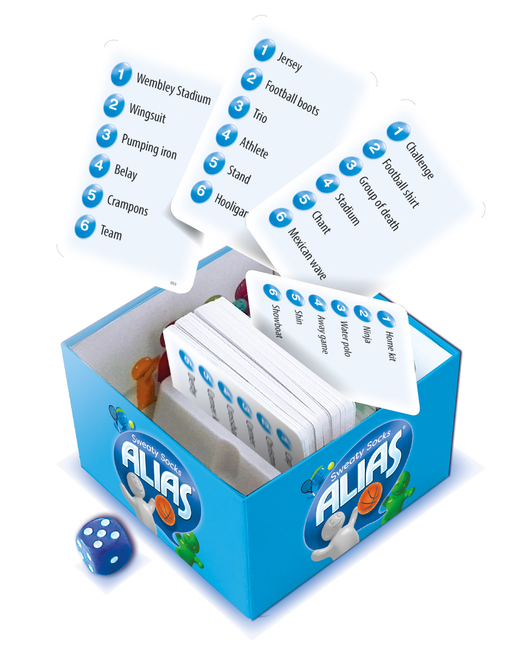 1 Wembley Stadium
2 Wingsuit
3 Pumping iron
4 Belay
5 Crampons
6 Team
1 Jersey
2 Football boots
3 Trio
4 Athlete
5 Stand
6 Hooligan
1 Challenge
2 Football shirt
3 Group of death
4 Stadium
5 Chant
6 Mexican wave
1 Home kit
2 Ninja
3 Water polo
4 Away game
5 Shin
6 Showboat
Sweaty Socks
ALIAS
Sweaty Socks
ALIAS